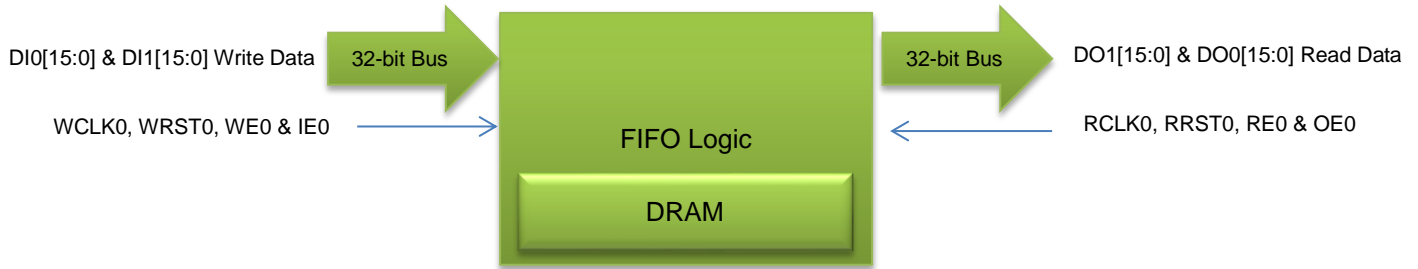 DI0[15:0] & DI1[15:0] Write Data
32-bit Bus
32-bit Bus
DO1[15:0] & DO0[15:0] Read Data
WCLK0, WRST0, WE0 & IE0
FIFO Logic
RCLK0, RRST0, RE0 & OE0
DRAM